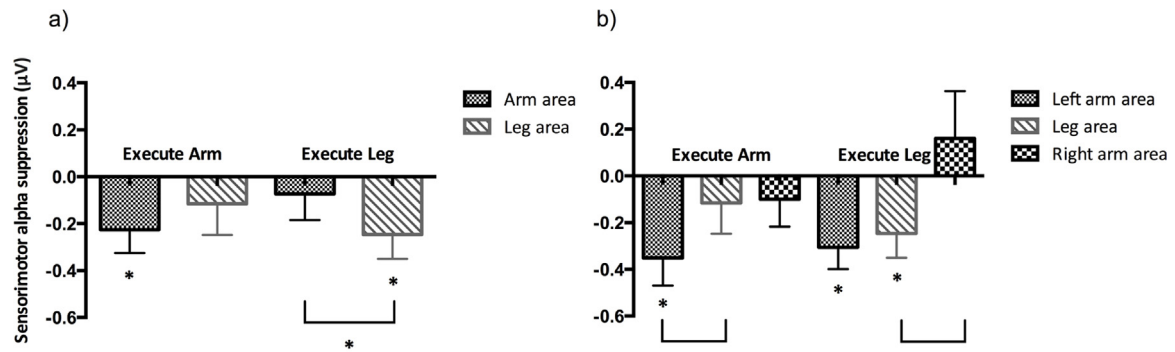 a)
Sensorimotor alpha suppression (μV)
0.4
0.2
0.0
-0.2
-0.4
-0.6
Execute Arm
Execute Leg
*
*
*
Arm area
Leg area
b)
0.4
0.2
0.0
-0.2
-0.4
-0.6
Execute Arm
Execute Leg
*
*
*
Left arm area
Leg area
Right arm area